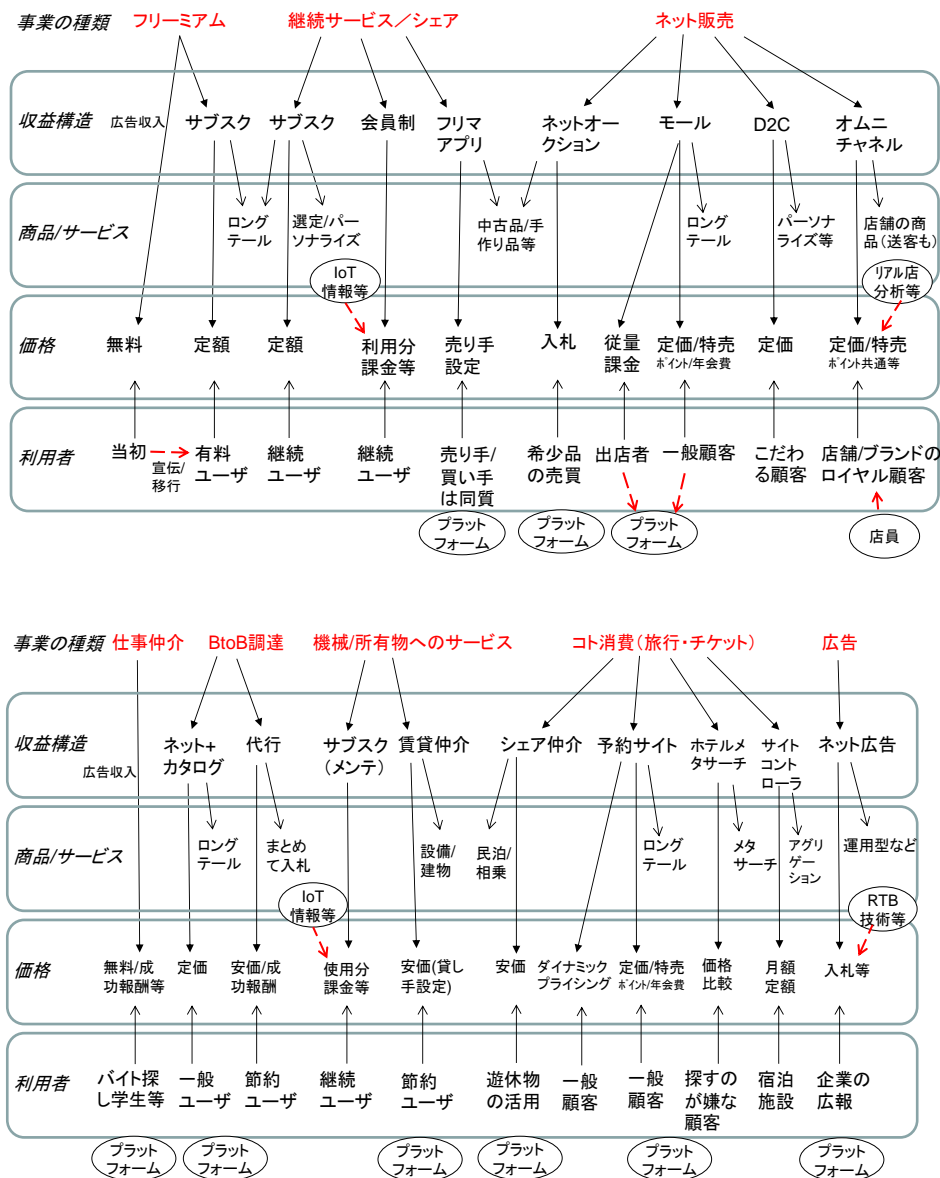 事業の種類 フリーミアム 継続サービス／シェア ネット販売
収益構造 広告収入 サブスク サブスク 会員制 フリマ ネットオー モール D2C オムニ
アプリ クション チャネル
商品/サービス ロング 選定/パー 中古品/手 ロング パーソナ 店舗の商
テール ソナライズ 作り品等 テール ライズ等 品(送客も)
IoT リアル店
情報等 分析等
価格 無料 定額 定額 利用分 売り手 入札 従量 定価/特売 定価 定価/特売
課金等 設定 課金 ポイント/年会費 ポイント共通等
利用者 当初 有料 継続 継続 売り手/ 希少品 出店者 一般顧客 こだわ 店舗/ブランドの
宣伝/ ユーザ ユーザ ユーザ 買い手 の売買 る顧客 ロイヤル顧客
移行 は同質
プラット プラット プラット 店員
フォーム フォーム フォーム
事業の種類 仕事仲介 BtoB調達 機械/所有物へのサービス コト消費(旅行・チケット) 広告
収益構造 ネット+ 代行 サブスク 賃貸仲介 シェア仲介 予約サイト ホテルメ サイト ネット広告
広告収入 カタログ (メンテ) タサーチ コント
ローラ
商品/サービス ロング まとめ 設備/ 民泊/ ロング メタ アグリ 運用型など
テール て入札 建物 相乗 テール サーチ ゲー
ション
IoT RTB
情報等 技術等
価格 無料/成 定価 安価/成 使用分 安価(貸し 安価 ダイナミック 定価/特売 価格 月額 入札等
功報酬等 功報酬 課金等 手設定) プライシング ポイント/年会費 比較 定額
利用者 バイト探 一般 節約 継続 節約 遊休物 一般 一般 探すの 宿泊 企業の
し学生等 ユーザ ユーザ ユーザ ユーザ の活用 顧客 顧客 が嫌な 施設 広報
顧客
プラット プラット プラット プラット プラット プラット
フォーム フォーム フォーム フォーム フォーム フォーム